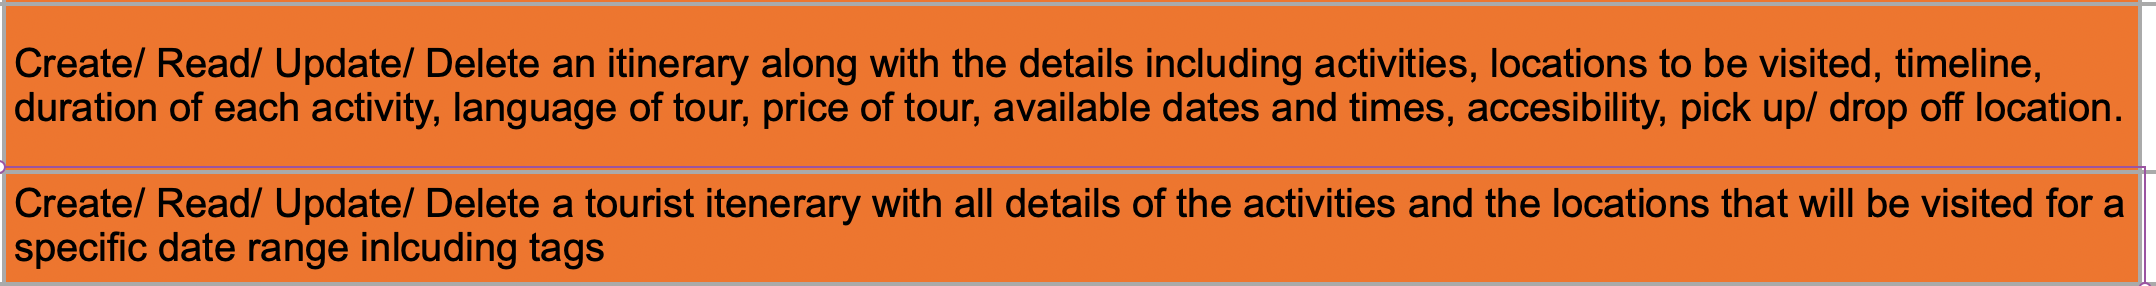 Create/ Read/ Update/ Delete an itinerary along with the details including activities, locations to be visited, timeline,
duration of each activity, language of tour, price of tour, available dates and times, accesibility, pick up/ drop off location.
Create/ Read/ Update/ Delete a tourist itenerary with all details of the activities and the locations that will be visited for a
specific date range inlcuding tags